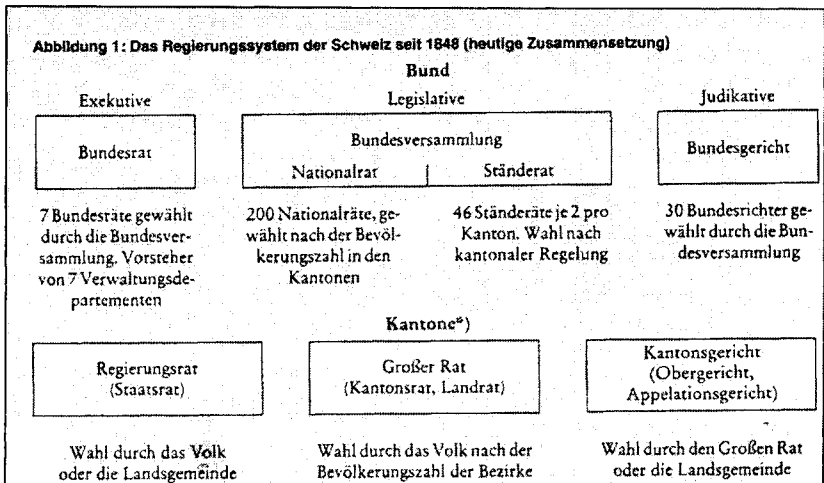 Abbildung 1: Das Regierungssystem der Schweiz seit 1848 (heutige Zusammensetzung)
Bund
Exekutive
Legislative
Judikative
Bundesrat
Bundesversammlung
Nationalrat
Ständerat
Bundesgericht
7 Bundesräte gewählt
durch die Bundesver-
sammlung. Vorsteher
von 7 Verwaltungsde-
partementen
200 Nationalräte, ge-
wählt nach der Bevöl-
kerungszahl in den
Kantonen
46 Ständeräte je 2 pro
Kanton. Wahl nach
kantonaler Regelung
30 Bundesrichter ge-
wählt durch die Bun-
desversammlung
Kantone*)
Regierungsrat
(Staatsrat)
Großer Rat
(Kantonsrat, Landrat)
Kantonsgericht
(Obergericht,
Appelationsgericht)
Wahl durch das Volk
oder die Landsgemeinde
Wahl durch das Volk nach der
Bevölkerungszahl der Bezirke
Wahl durch den Großen Rat
oder die Landsgemeinde